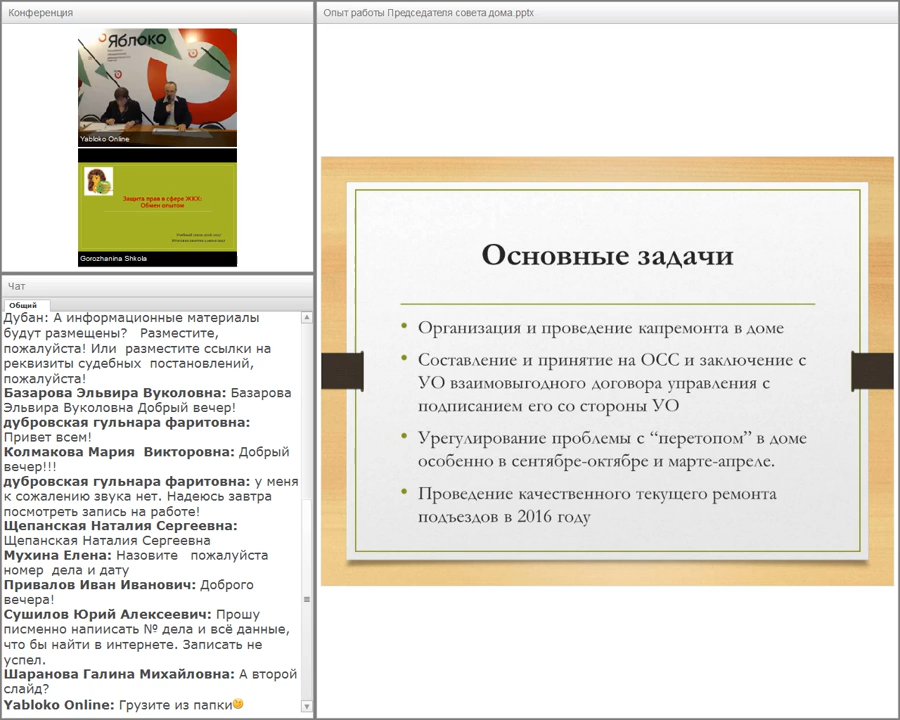 Конференция
Яблоко
Yabloko Online
Защита прав в сфере ЖКХ:
Обмен опытом
Gorozhanina Shkola
Чат
Общий
Дубан: А информационные материалы
будут размещены? Разместите,
пожалуйста! Или разместите ссылки на
реквизиты судебных постановлений,
пожалуйста!
Базарова Эльвира Вуколовна: Базарова
Эльвира Вуколовна Добрый вечер!
дубровская гульнара фаритовна:
Привет всем!
Колмакова Мария Викторовна: Добрый
вечер!!!
дубровская гульнара фаритовна: у меня
к сожалению звука нет. Надеюсь завтра
посмотреть запись на работе!
Щепанская Наталия Сергеевна:
Щепанская Наталия Сергеевна
Мухина Елена: Назовите пожалуйста
номер дела и дату
Привалов Иван Иванович: Доброго
вечера!
Сушилов Юрий Алексеевич: Прошу
писменно напиисать № дела и всё данные,
что бы найти в интернете. Записать не
успел.
Шаранова Галина Михайловна: А второй
слайд?
Yabloko Online: Грузите из папки
Опыт работы Председателя совета дома.pptx
Основные задачи
• Организация и проведение капремонта в доме
• Составление и принятие на ОСС и заключение с
УО взаимовыгодного договора управления с
подписанием его со стороны УО
• Урегулирование проблемы с “перетопом” в доме
особенно в сентябре-октябре и марте-апреле.
• Проведение качественного текущего ремонта
подъездов в 2016 году